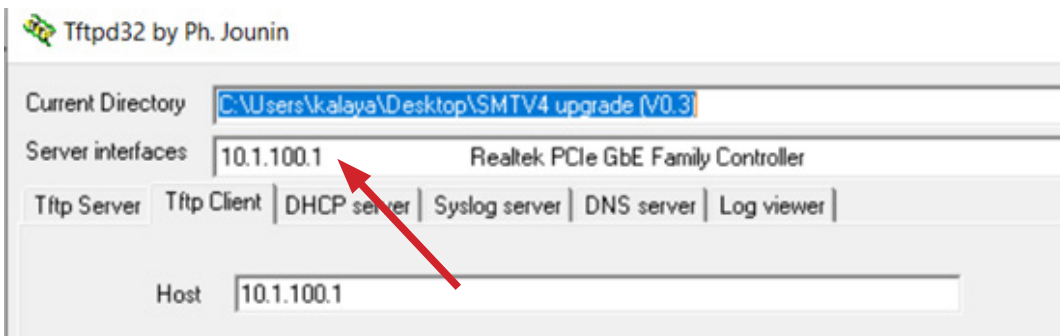 Tftpd32 by Ph. Jounin
Current Directory C:\Users\kalaya\Desktop\SMTV4 upgrade (V0.3)
Server interfaces 10.1.100.1 Realtek PCIe GbE Family Controller
Tftp Server Tftp Client DHCP server Syslog server DNS server Log viewer
Host 10.1.100.1